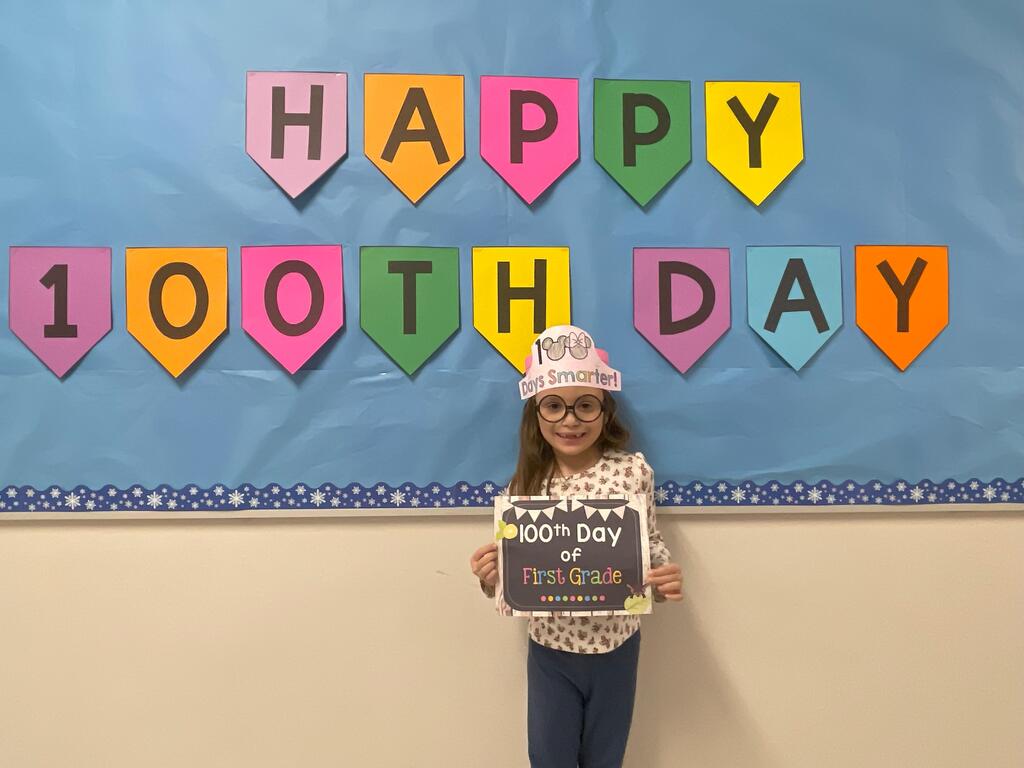 HAPPY
100TH DAY
100
Days Smarter!
100th Day
of
First Grade